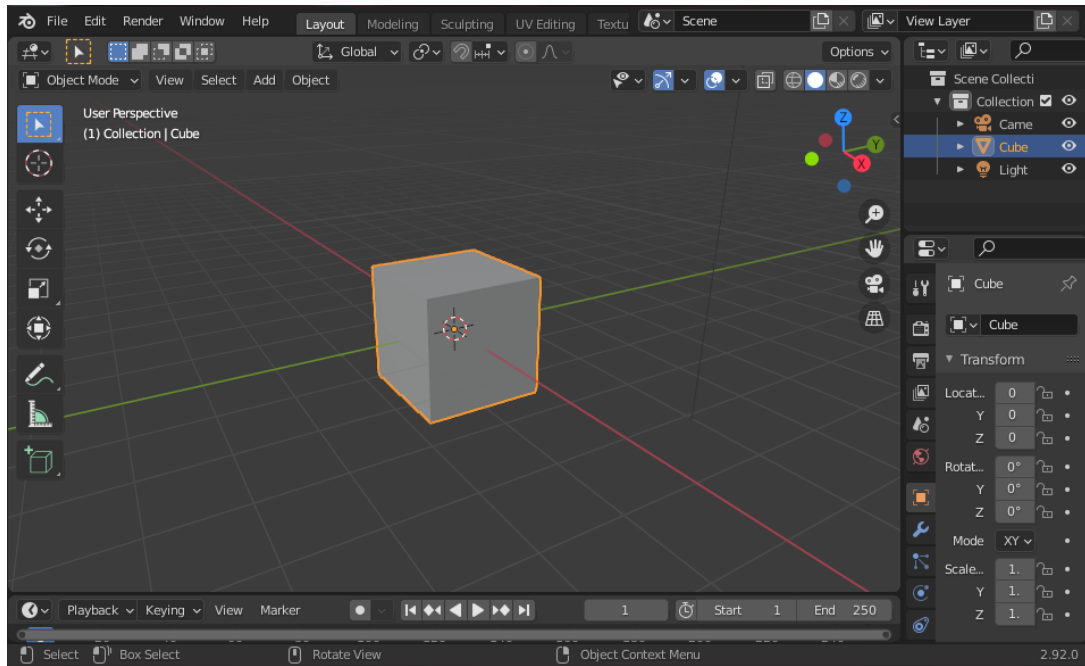 File Edit Render Window Help Layout Modeling Sculpting UV Editing Textu Scene View Layer
Global Options
Object Mode View Select Add Object
User Perspective
(1) Collection | Cube
Z
Y
X
Scene Collecti
Collection
Came
Cube
Light
Cube
Cube
Transform
Locat... 0
Y 0
Z 0
Rotat... 0°
Y 0°
Z 0°
Mode XY
Scale... 1.
Y 1.
Z 1.
Playback Keying View Marker 1 Start 1 End 250
Select Box Select Rotate View Object Context Menu 2.92.0